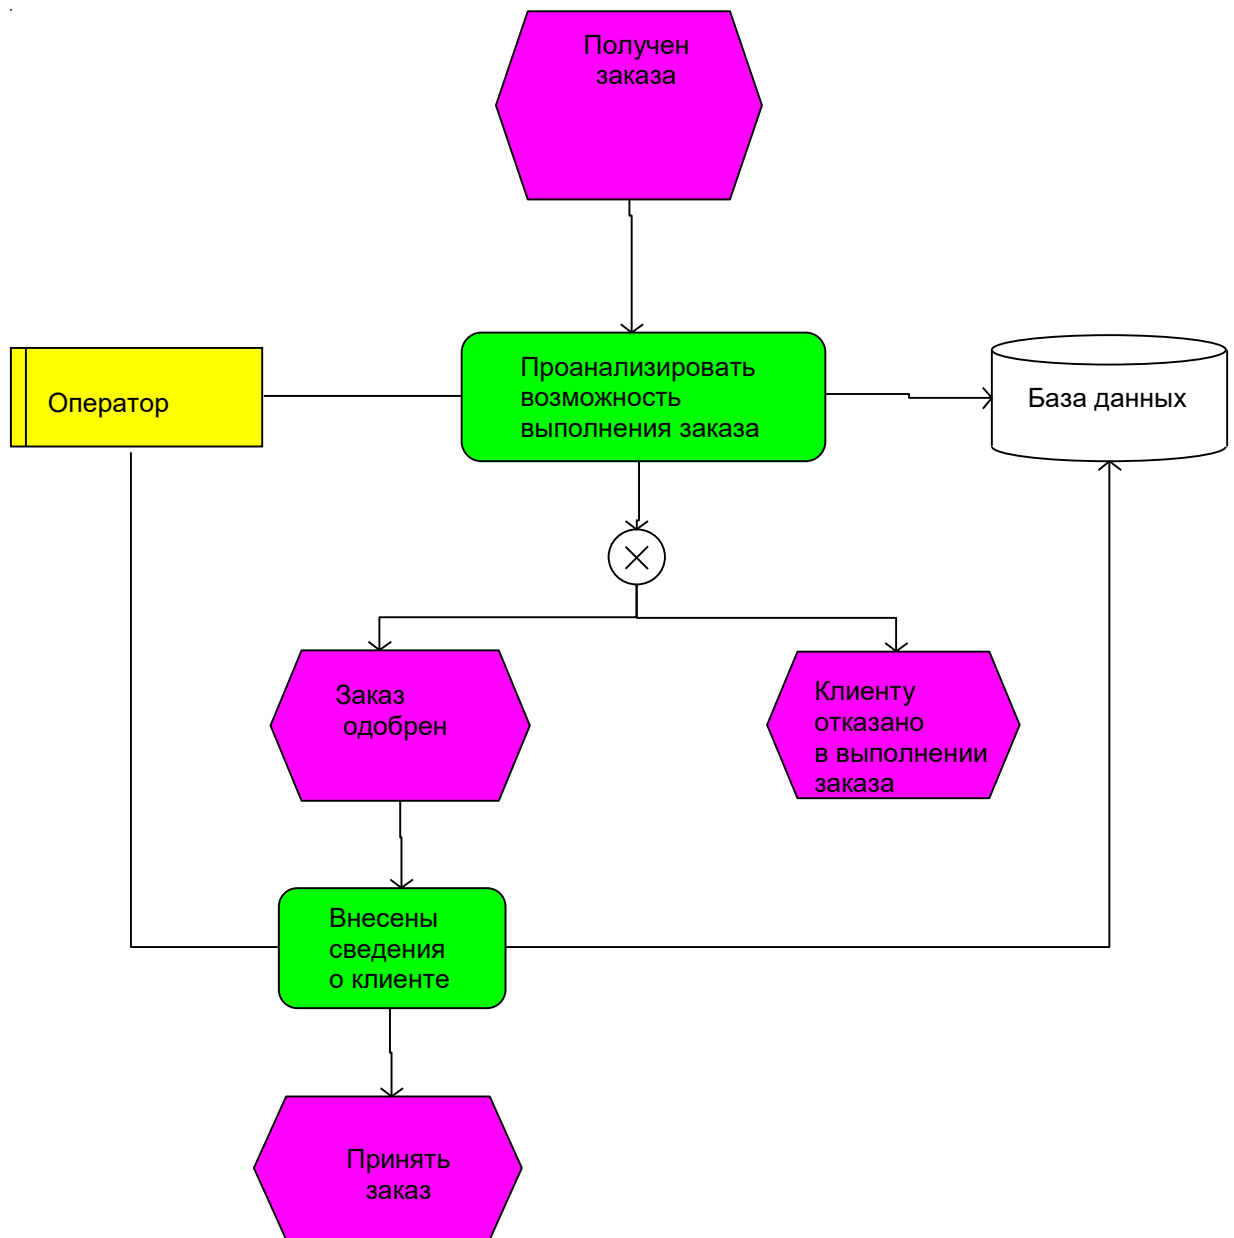 Получен
заказа
Проанализировать
возможность
выполнения заказа
Оператор
База данных
Заказ
одобрен
Клиенту
отказано
в выполнении
заказа
Внесены
сведения
о клиенте
Принять
заказ